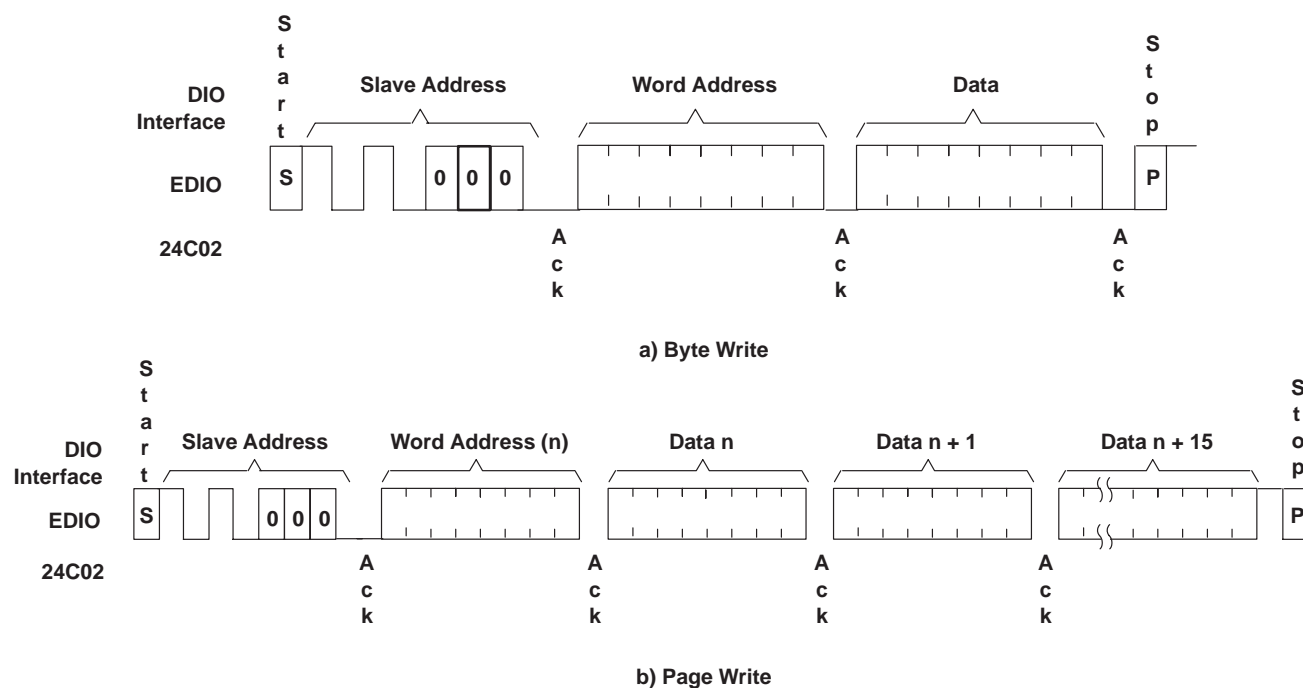 Start
Stop
Slave Address
Word Address
Data
DIO
Interface
EDIO
S
0 0 0
P
24C02
Ack
Ack
Ack
a) Byte Write
Start
Stop
Slave Address
Word Address (n)
Data n
Data n + 1
Data n + 15
DIO
Interface
EDIO
S
0 0 0
P
24C02
Ack
Ack
Ack
Ack
b) Page Write